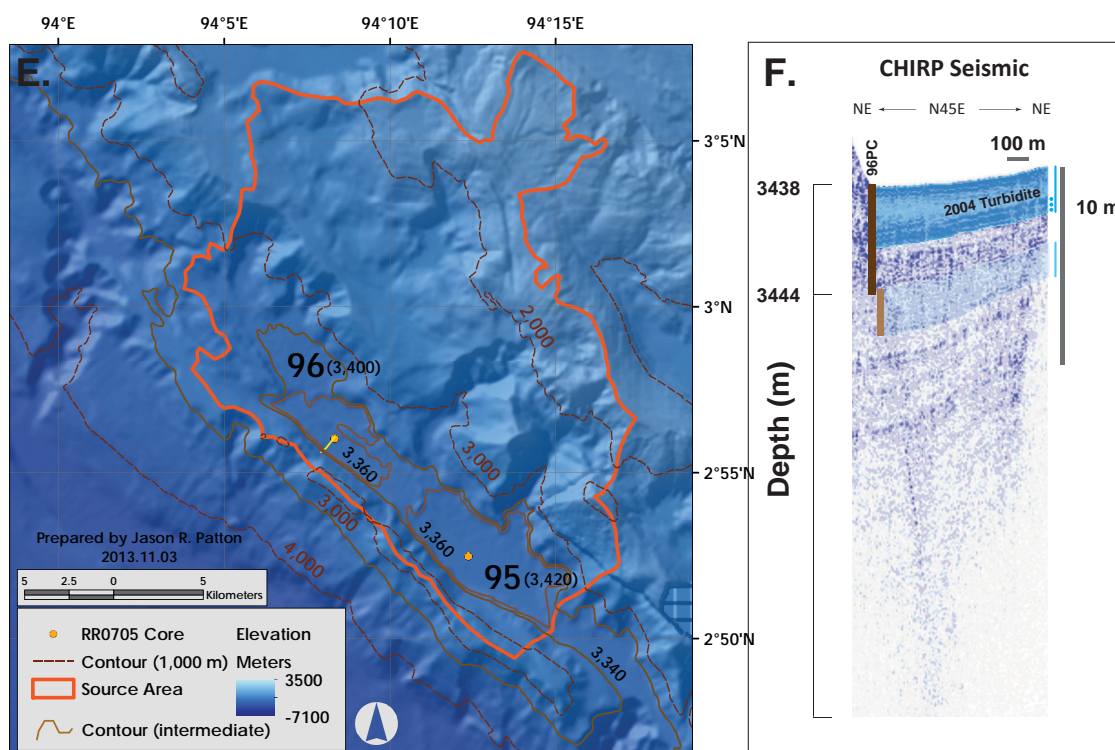 94°E 94°5'E 94°10'E 94°15'E
E.
3°5'N
3°N
2°55'N
2°50'N
2,000
96 (3,400)
3,000
3,360
3,360
3,000
95 (3,420)
4,000
3,340
Prepared by Jason R. Patton
2013.11.03
5 2.5 0 5
Kilometers
RR0705 Core
Contour (1,000 m)
Source Area
Contour (intermediate)
Elevation
Meters
3500
-7100
F.
CHIRP Seismic
NE N45E NE
100 m
96PC
3438
2004 Turbidite
10 m
3444
Depth (m)